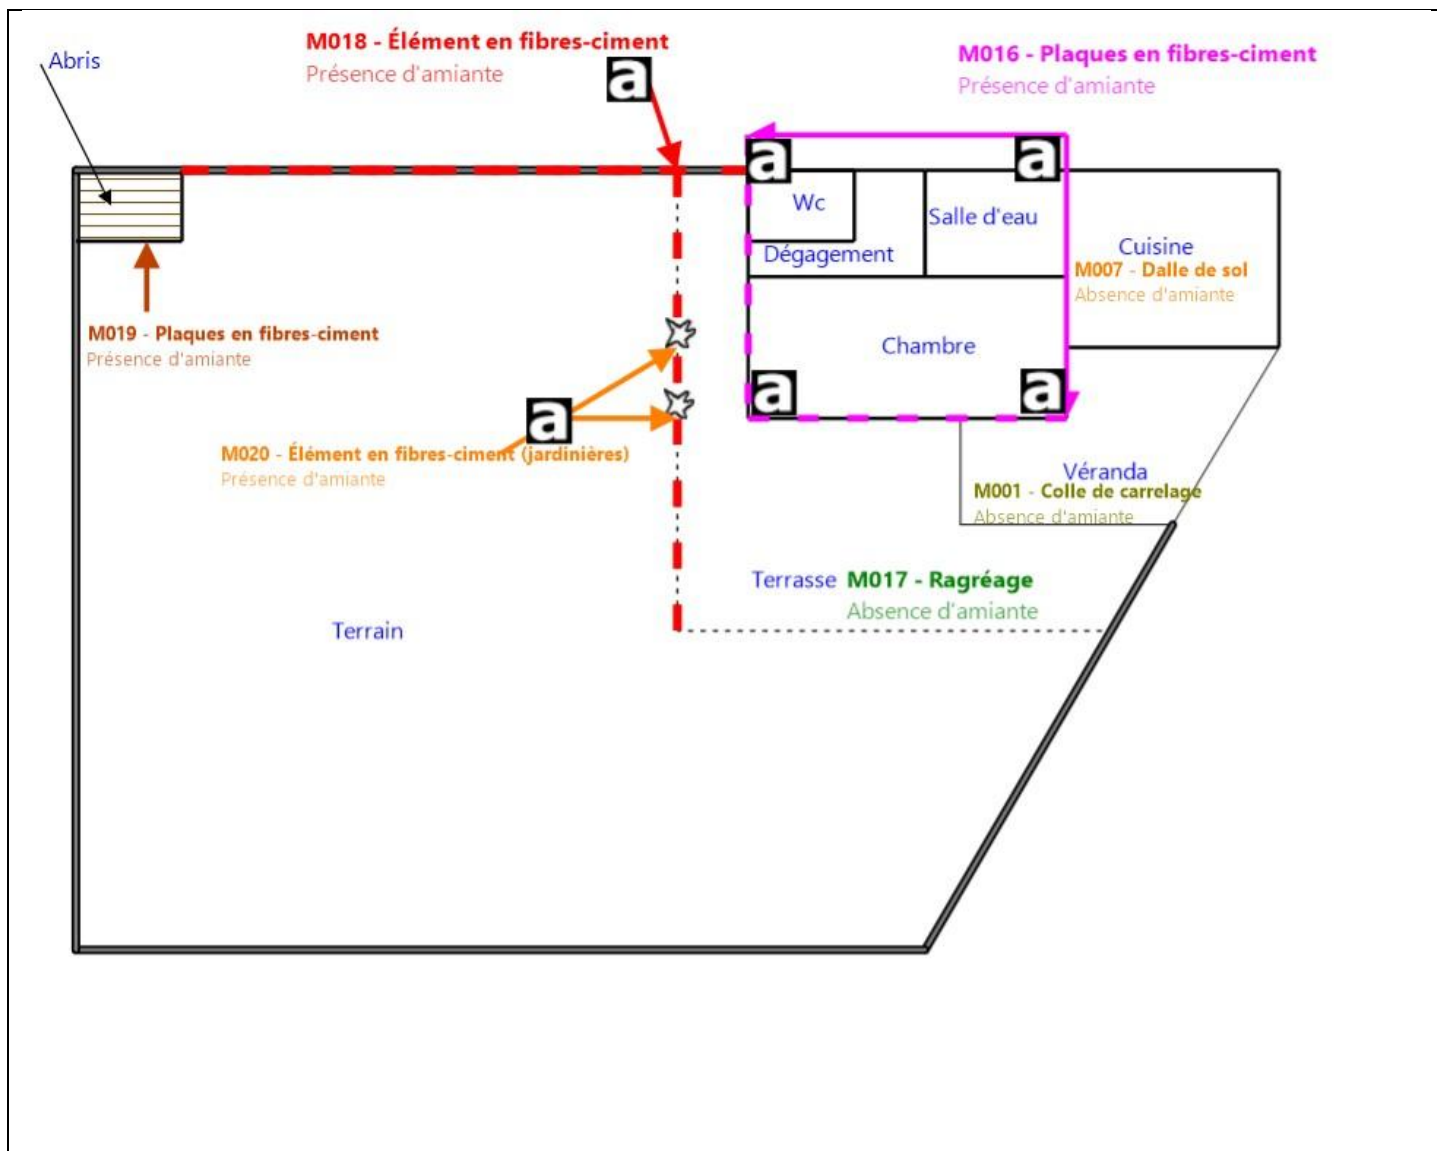 M018 - Élément en fibres-ciment
Présence d'amiante
a
Abris
M016 - Plaques en fibres-ciment
Présence d'amiante
a
a
Wc
Salle d'eau
Dégagement
Cuisine
M007 - Dalle de sol
Absence d'amiante
M019 - Plaques en fibres-ciment
Présence d'amiante
Chambre
a
a
a
M020 - Élément en fibres-ciment (jardinières)
Présence d'amiante
Véranda
M001 - Colle de carrelage
Absence d'amiante
Terrasse M017 - Ragréage
Absence d'amiante
Terrain